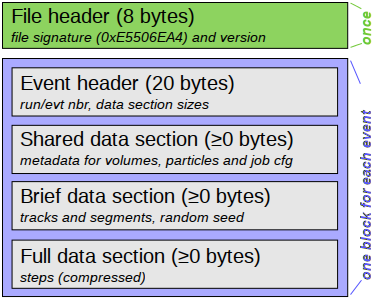 File header (8 bytes)
file signature (0xE5506EA4) and version
once
Event header (20 bytes)
run/evt nbr, data section sizes
Shared data section (≥0 bytes)
metadata for volumes, particles and job cfg
Brief data section (≥0 bytes)
tracks and segments, random seed
Full data section (≥0 bytes)
steps (compressed)
one block for each event